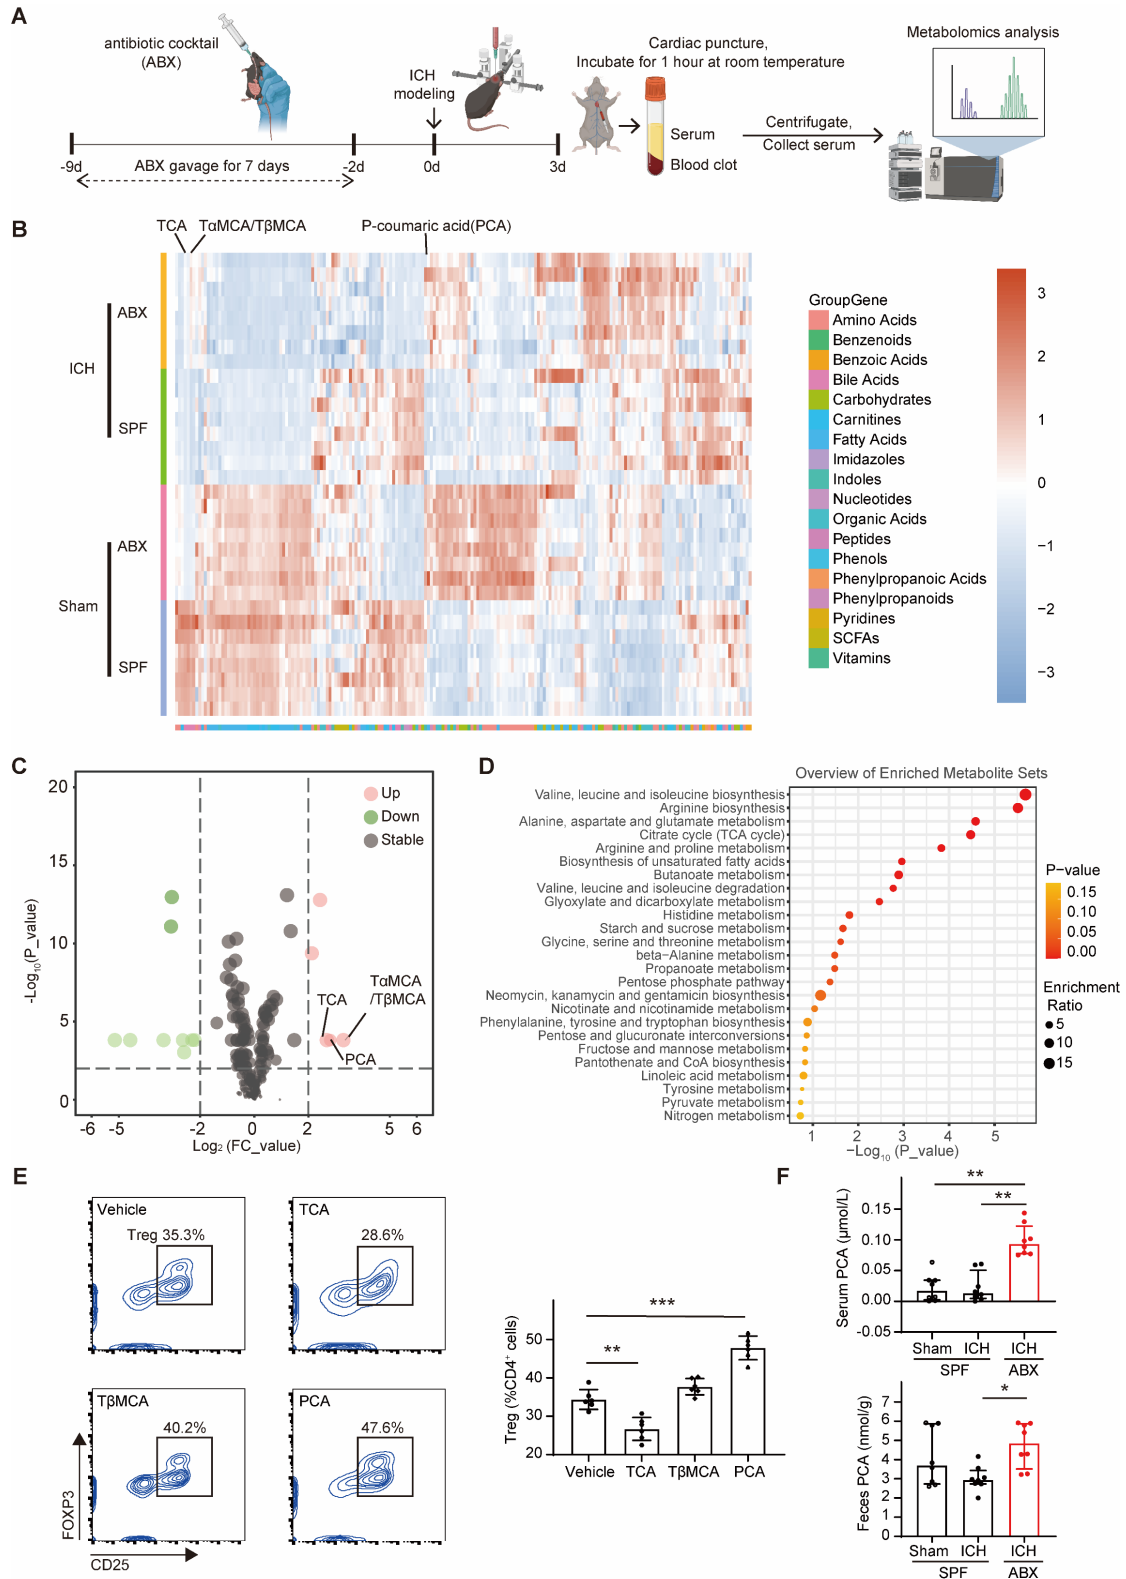 A
antibiotic cocktail
(ABX)
ICH
modeling
Cardiac puncture,
Incubate for 1 hour at room temperature
Metabolomics analysis
Serum
Blood clot
Centrifugate,
Collect serum
-9d
ABX gavage for 7 days
-2d
0d
3d
B
TCA
TαMCA/TβMCA
P-coumaric acid(PCA)
ICH
ABX
SPF
Sham
ABX
SPF
GroupGene
Amino Acids
Benzenoids
Benzoic Acids
Bile Acids
Carbohydrates
Carnitines
Fatty Acids
Imidazoles
Indoles
Nucleotides
Organic Acids
Peptides
Phenols
Phenylpropanoic Acids
Phenylpropanoids
Pyridines
SCFAs
Vitamins
3
2
1
0
−1
−2
−3
C
20
15
10
5
0
-Log10(P_value)
Up
Down
Stable
TCA
TαMCA
/TβMCA
PCA
-6 -5 -2 0 2 5 6
Log2 (FC_value)
D
Overview of Enriched Metabolite Sets
Valine, leucine and isoleucine biosynthesis
Arginine biosynthesis
Alanine, aspartate and glutamate metabolism
Citrate cycle (TCA cycle)
Arginine and proline metabolism
Biosynthesis of unsaturated fatty acids
Butanoate metabolism
Valine, leucine and isoleucine degradation
Glyoxylate and dicarboxylate metabolism
Histidine metabolism
Starch and sucrose metabolism
Glycine, serine and threonine metabolism
beta−Alanine metabolism
Propanoate metabolism
Pentose phosphate pathway
Neomycin, kanamycin and gentamicin biosynthesis
Nicotinate and nicotinamide metabolism
Phenylalanine, tyrosine and tryptophan biosynthesis
Pentose and glucuronate interconversions
Fructose and mannose metabolism
Pantothenate and CoA biosynthesis
Linoleic acid metabolism
Tyrosine metabolism
Pyruvate metabolism
Nitrogen metabolism
1 2 3 4 5
−Log10 (P_value)
P−value
0.15
0.10
0.05
0.00
Enrichment
Ratio
5
10
15
E
Vehicle
Treg 35.3%
TCA
28.6%
TβMCA
40.2%
PCA
47.6%
FOXP3
CD25
Treg (%CD4+ cells)
50
40
30
20
***
**
Vehicle TCA TβMCA PCA
F
Serum PCA (μmol/L)
0.15
0.10
0.05
0.00
-0.05
**
**
Sham ICH ICH
SPF ABX
Feces PCA (nmol/g)
7
6
5
4
3
2
1
0
*
Sham ICH ICH
SPF ABX